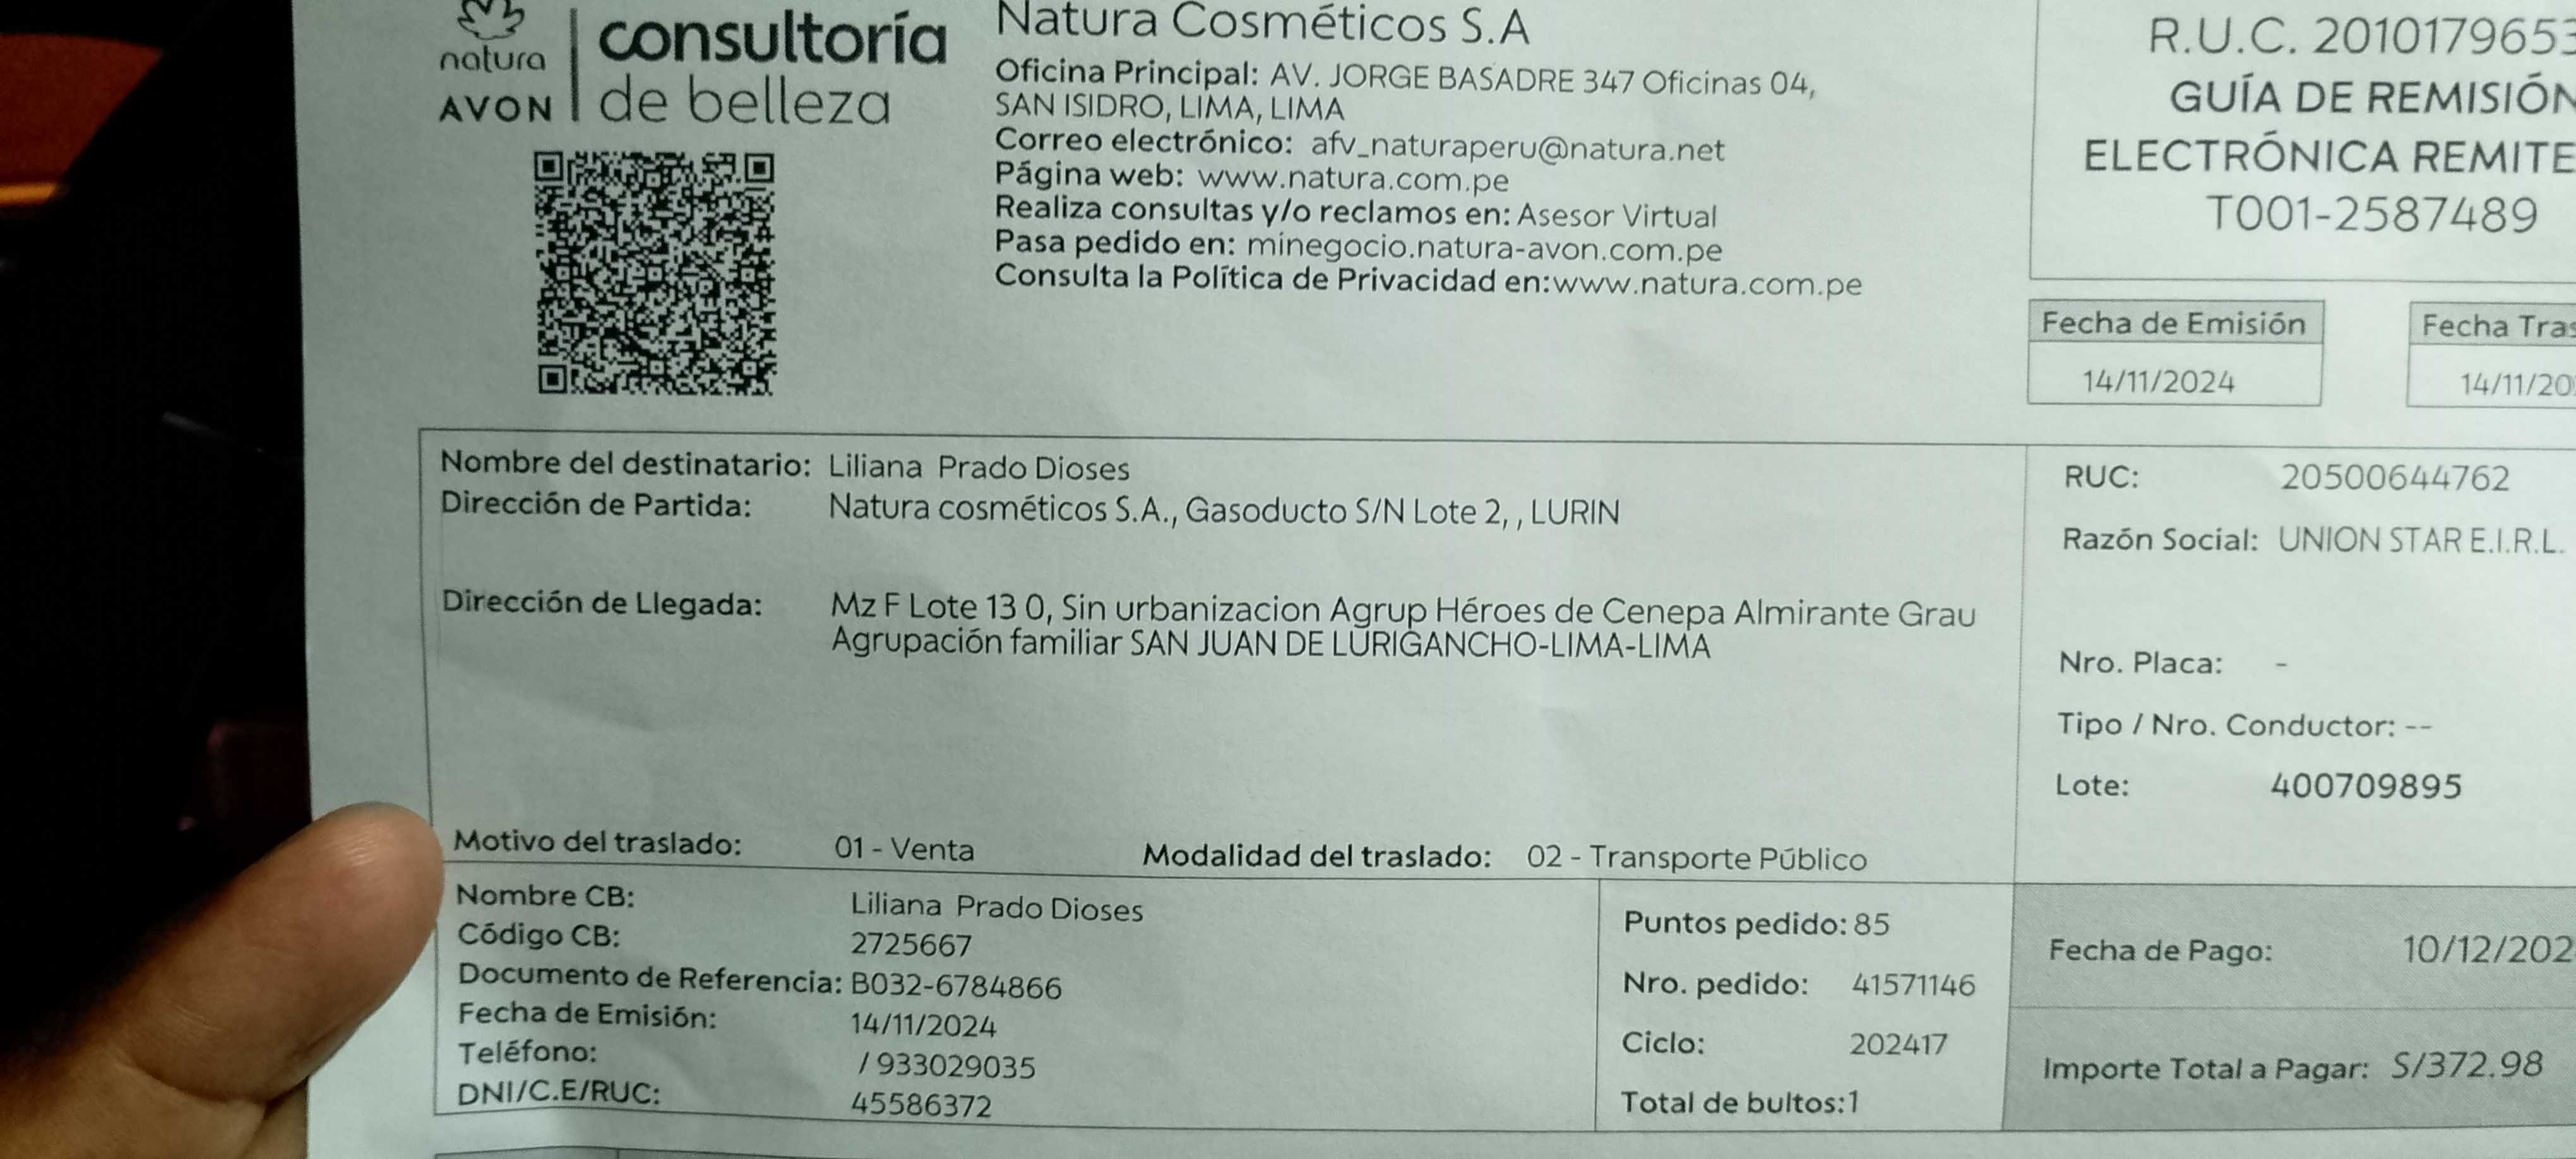 natura
AVON
consultoría
de belleza
Natura Cosméticos S.A
Oficina Principal: AV. JORGE BASADRE 347 Oficinas 04,
SAN ISIDRO, LIMA, LIMA
Correo electrónico: afv_naturaperu@natura.net
Página web: www.natura.com.pe
Realiza consultas y/o reclamos en: Asesor Virtual
Pasa pedido en: minegocio.natura-avon.com.pe
Consulta la Política de Privacidad en:www.natura.com.pe
R.U.C. 2010179653
GUÍA DE REMISIÓN
ELECTRÓNICA REMITE
T001-2587489
Fecha de Emisión
14/11/2024
Fecha Tras
14/11/20
Nombre del destinatario: Liliana Prado Dioses
Dirección de Partida: Natura cosméticos S.A., Gasoducto S/N Lote 2, , LURIN
Dirección de Llegada: Mz F Lote 13 0, Sin urbanizacion Agrup Héroes de Cenepa Almirante Grau
Agrupación familiar SAN JUAN DE LURIGANCHO-LIMA-LIMA
Motivo del traslado: 01 - Venta Modalidad del traslado: 02 - Transporte Público
RUC: 20500644762
Razón Social: UNION STAR E.I.R.L.
Nro. Placa: -
Tipo / Nro. Conductor: --
Lote: 400709895
Nombre CB: Liliana Prado Dioses
Código CB: 2725667
Documento de Referencia: B032-6784866
Fecha de Emisión: 14/11/2024
Teléfono: / 933029035
DNI/C.E/RUC: 45586372
Puntos pedido: 85
Nro. pedido: 41571146
Ciclo: 202417
Total de bultos:1
Fecha de Pago: 10/12/202
Importe Total a Pagar: S/372.98